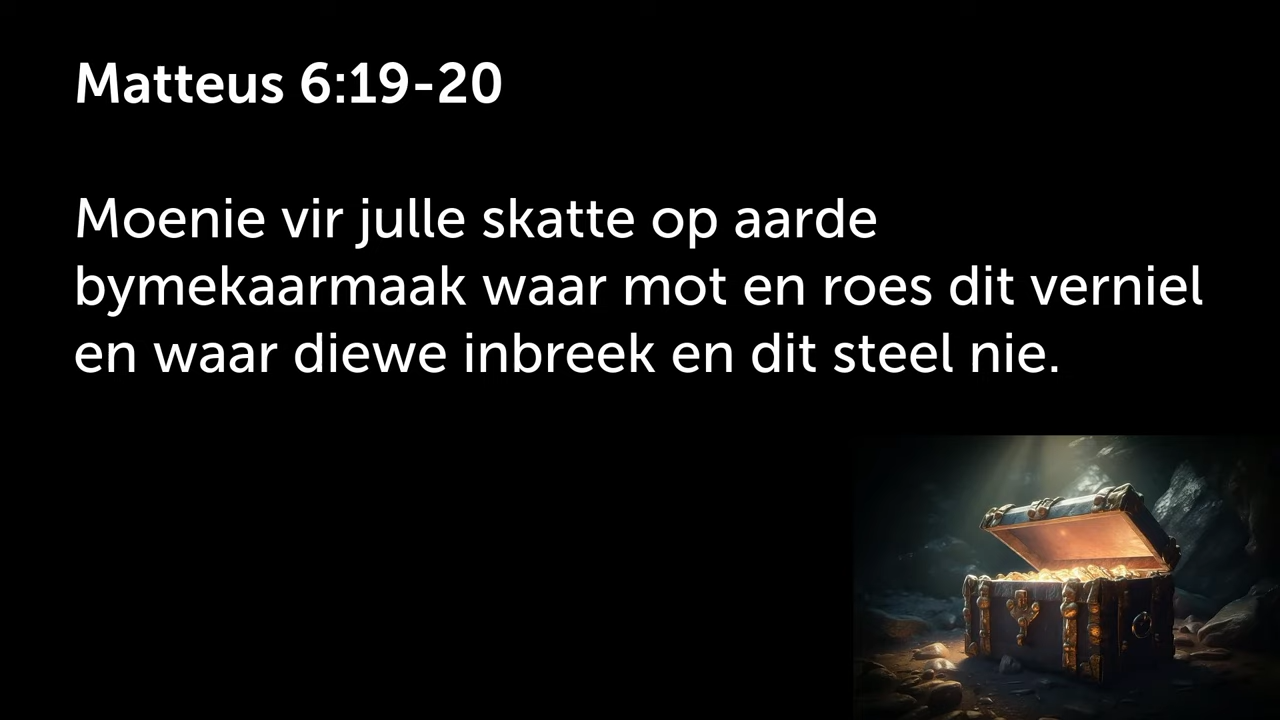 Matteus 6:19-20
Moenie vir julle skatte op aarde
bymekaarmaak waar mot en roes dit verniel
en waar diewe inbreek en dit steel nie.